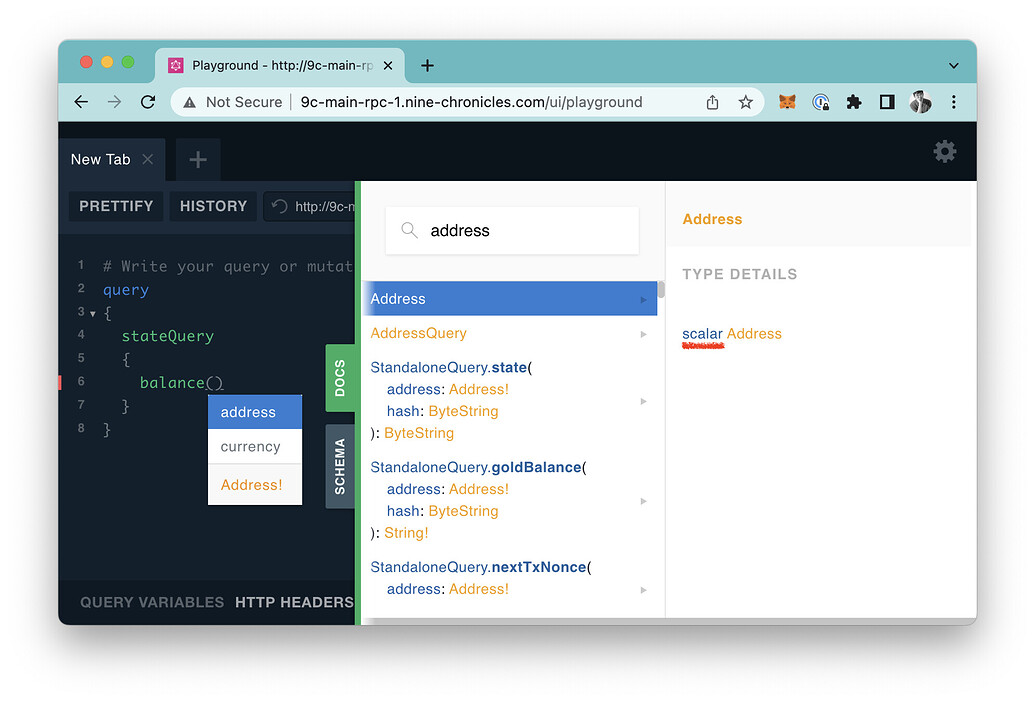 Playground - http://9c-main-rp
Not Secure
9c-main-rpc-1.nine-chronicles.com/ui/playground
New Tab
PRETTIFY
HISTORY
http://9c-m
1 # Write your query or mutat
2 query
3 {
4 stateQuery
5 {
6 balance()
7 }
8 }
address
currency
Address!
DOCS
SCHEMA
QUERY VARIABLES
HTTP HEADERS
address
Address
AddressQuery
StandaloneQuery.state(
address: Address!
hash: ByteString
): ByteString
StandaloneQuery.goldBalance(
address: Address!
hash: ByteString
): String!
StandaloneQuery.nextTxNonce(
address: Address!
Address
TYPE DETAILS
scalar Address